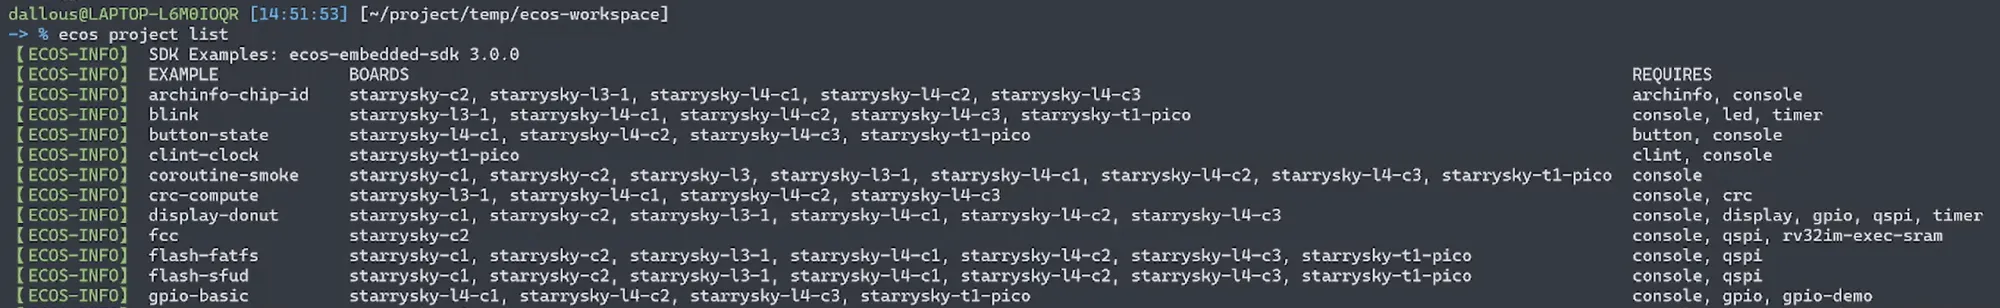 dallous@LAPTOP-L6M0IOQR [14:51:53] [~/project/temp/ecos-workspace]
-> % ecos project list
【ECOS-INFO】 SDK Examples: ecos-embedded-sdk 3.0.0
【ECOS-INFO】 EXAMPLE BOARDS REQUIRES
【ECOS-INFO】 archinfo-chip-id starrysky-c2, starrysky-l3-1, starrysky-l4-c1, starrysky-l4-c2, starrysky-l4-c3 archinfo, console
【ECOS-INFO】 blink starrysky-l3-1, starrysky-l4-c1, starrysky-l4-c2, starrysky-l4-c3, starrysky-t1-pico console, led, timer
【ECOS-INFO】 button-state starrysky-l4-c1, starrysky-l4-c2, starrysky-l4-c3, starrysky-t1-pico button, console
【ECOS-INFO】 clint-clock starrysky-t1-pico clint, console
【ECOS-INFO】 coroutine-smoke starrysky-c1, starrysky-c2, starrysky-l3, starrysky-l3-1, starrysky-l4-c1, starrysky-l4-c2, starrysky-l4-c3, starrysky-t1-pico console
【ECOS-INFO】 crc-compute starrysky-l3-1, starrysky-l4-c1, starrysky-l4-c2, starrysky-l4-c3 console, crc
【ECOS-INFO】 display-donut starrysky-c1, starrysky-c2, starrysky-l3-1, starrysky-l4-c1, starrysky-l4-c2, starrysky-l4-c3 console, display, gpio, qspi, timer
【ECOS-INFO】 fcc starrysky-c2 console, qspi, rv32im-exec-sram
【ECOS-INFO】 flash-fatfs starrysky-c1, starrysky-c2, starrysky-l3-1, starrysky-l4-c1, starrysky-l4-c2, starrysky-l4-c3, starrysky-t1-pico console, qspi
【ECOS-INFO】 flash-sfud starrysky-c1, starrysky-c2, starrysky-l3-1, starrysky-l4-c1, starrysky-l4-c2, starrysky-l4-c3, starrysky-t1-pico console, qspi
【ECOS-INFO】 gpio-basic starrysky-l4-c1, starrysky-l4-c2, starrysky-l4-c3, starrysky-t1-pico console, gpio, gpio-demo